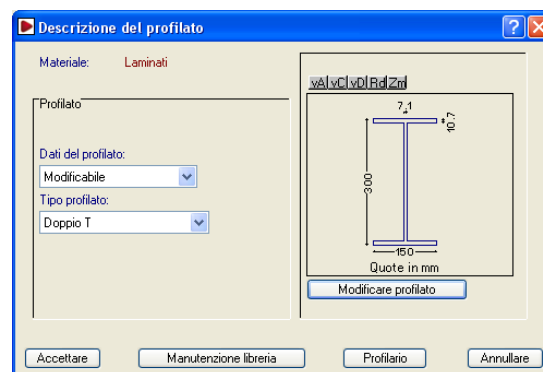 Descrizione del profilato
Materiale: Laminati
Profilato
Dati del profilato:
Modificabile
Tipo profilato:
Doppio T
vA vC vD Rd Zm
7,1
10.7
300
150
Quote in mm
Modificare profilato
Accettare
Manutenzione libreria
Profilario
Annullare